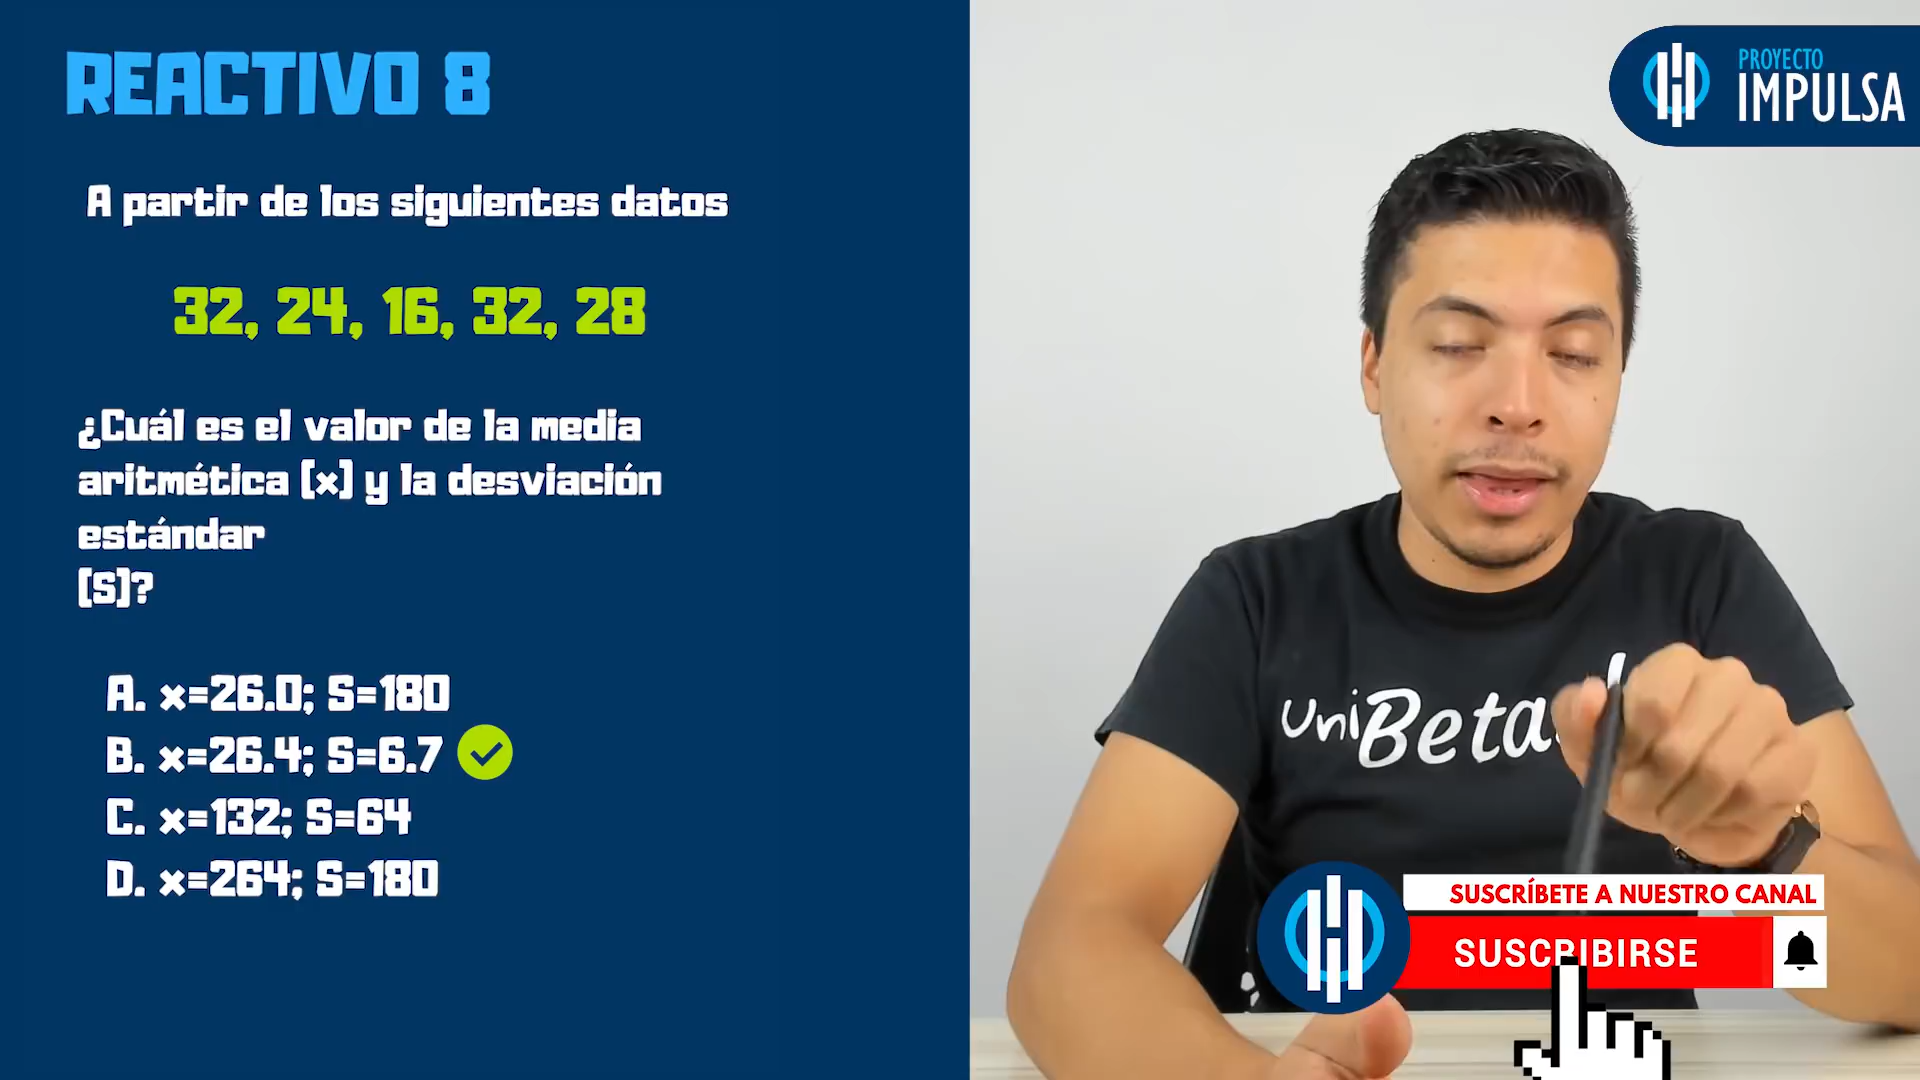 REACTIVO 8
A partir de los siguientes datos
32, 24, 16, 32, 28
¿Cuál es el valor de la media
aritmética (x) y la desviación
estándar
(S)?
A. x=26.0; S=180
B. x=26.4; S=6.7
C. x=132; S=64
D. x=264; S=180
PROYECTO
IMPULSA
uniBeta
SUSCRÍBETE A NUESTRO CANAL
SUSCRIBIRSE